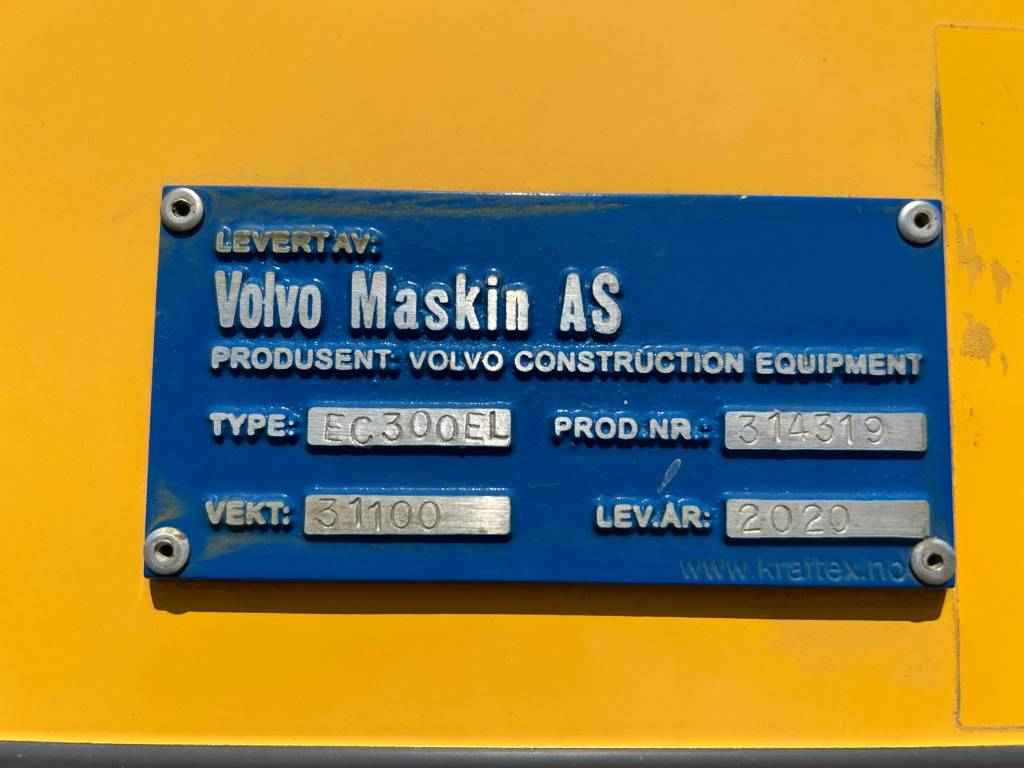 LEVERT AV:
Volvo Maskin AS
PRODUSENT: VOLVO CONSTRUCTION EQUIPMENT
TYPE: EC300EL PROD.NR.: 314319
VEKT: 31100 LEV.ÅR: 2020
www.kraftex.no